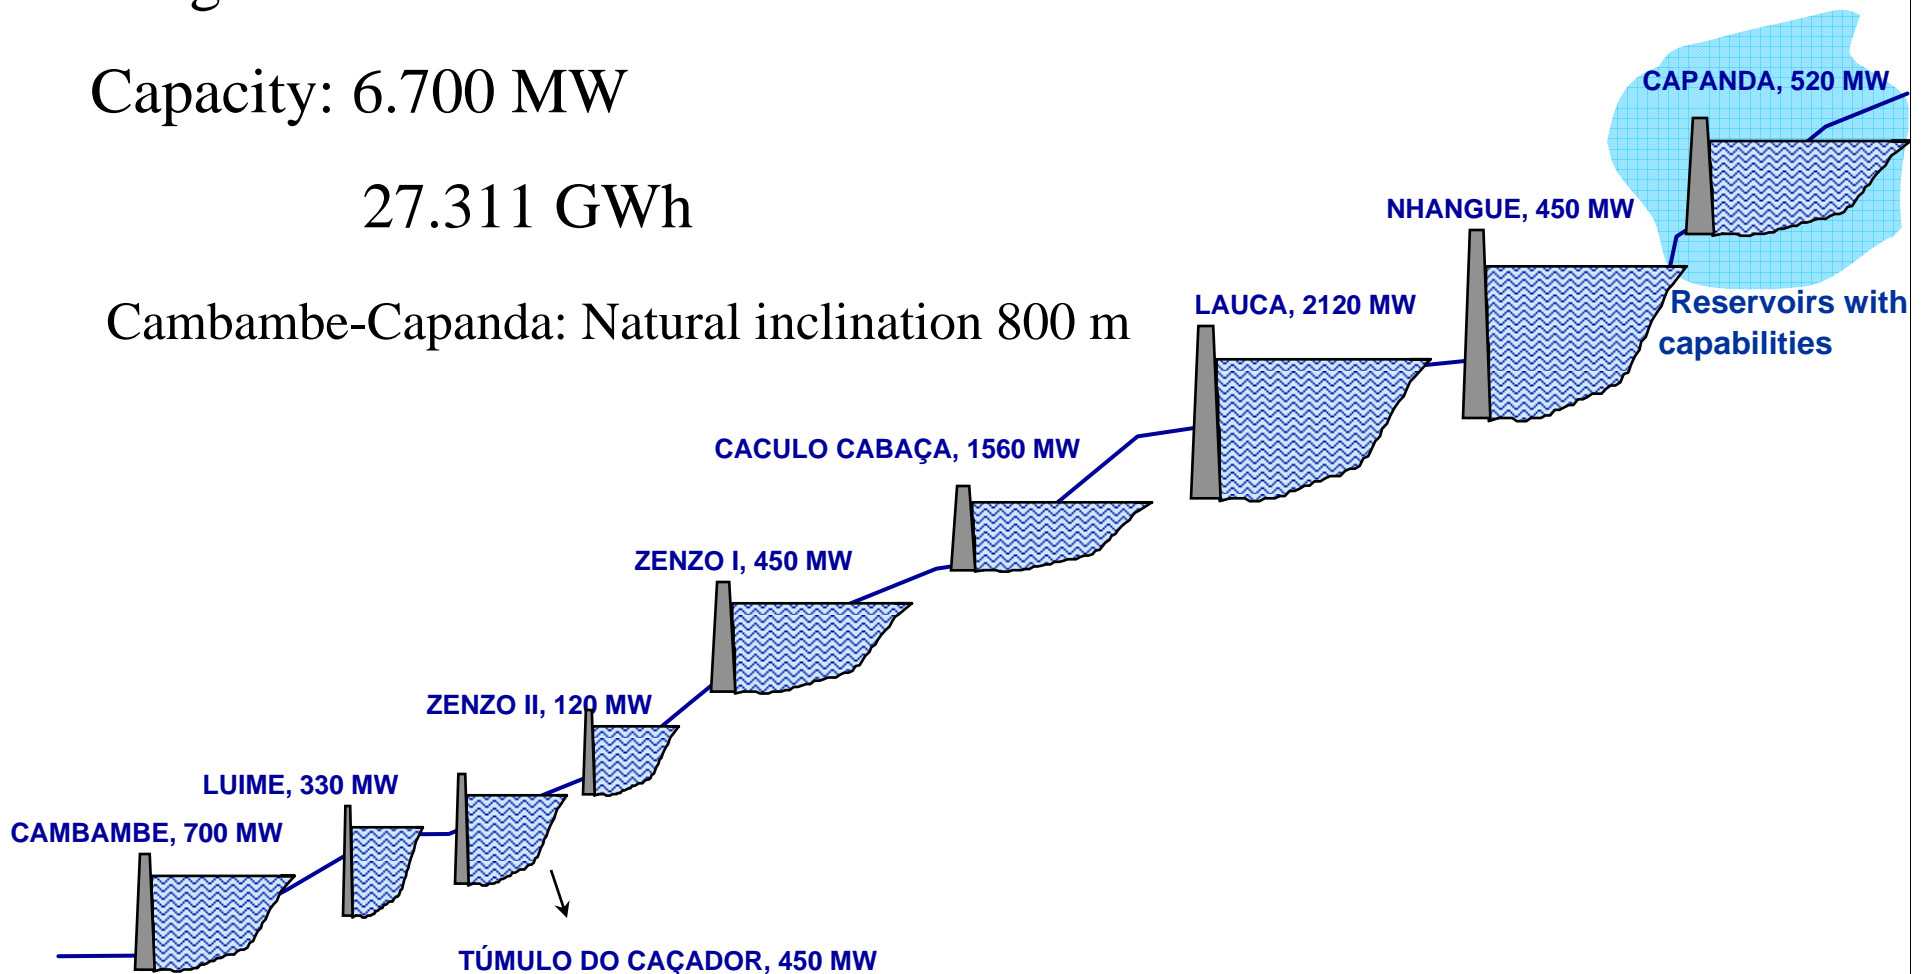 Capacity: 6.700 MW
27.311 GWh
Cambambe-Capanda: Natural inclination 800 m
CAPANDA, 520 MW
NHANGUE, 450 MW
Reservoirs with
capabilities
LAUCA, 2120 MW
CACULO CABAÇA, 1560 MW
ZENZO I, 450 MW
ZENZO II, 120 MW
LUIME, 330 MW
CAMBAMBE, 700 MW
TÚMULO DO CAÇADOR, 450 MW